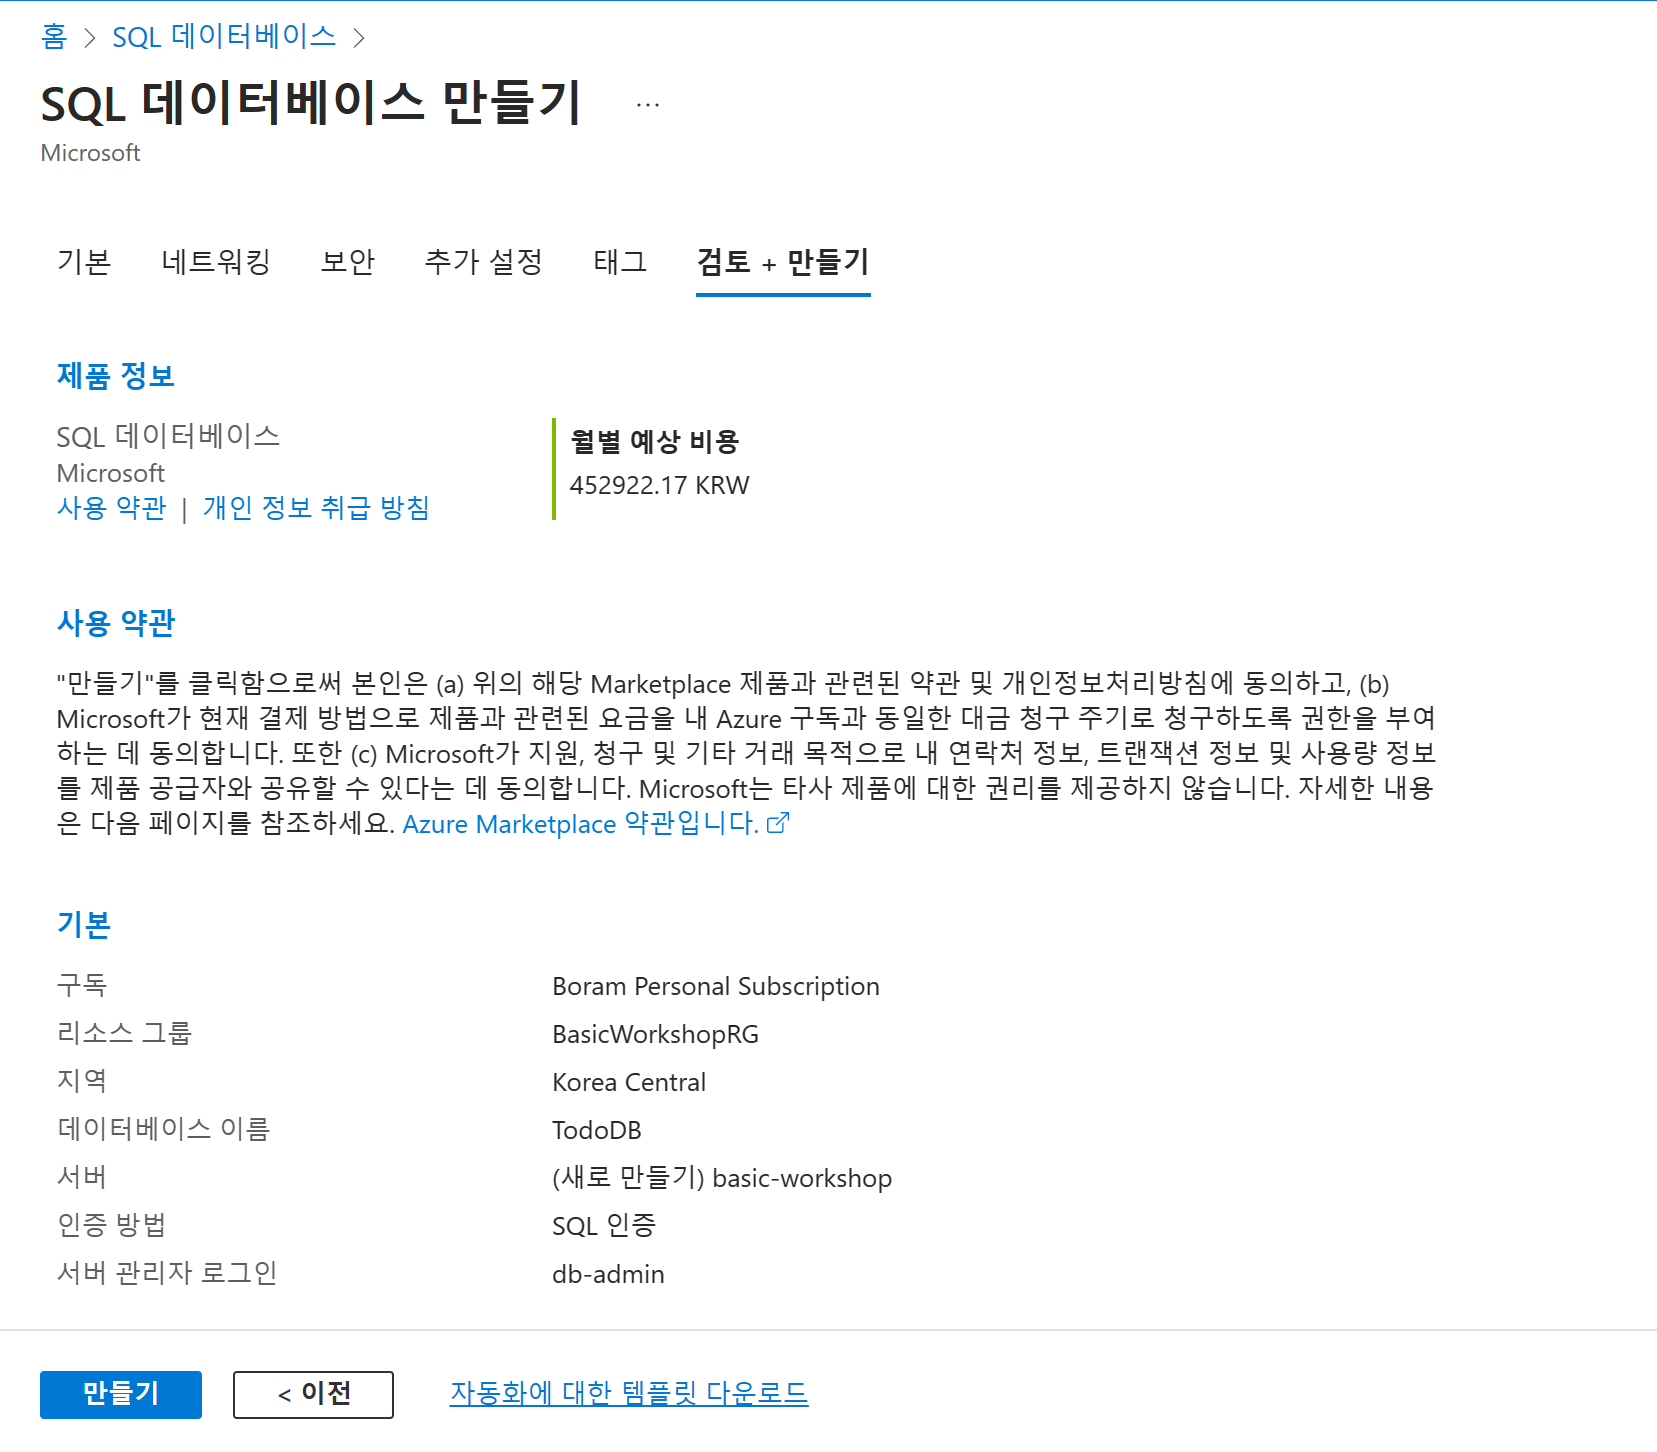 홈 > SQL 데이터베이스 >
SQL 데이터베이스 만들기 ...
Microsoft
기본 네트워킹 보안 추가 설정 태그 검토 + 만들기
제품 정보
SQL 데이터베이스
Microsoft
사용 약관 | 개인 정보 취급 방침
월별 예상 비용
452922.17 KRW
사용 약관
"만들기"를 클릭함으로써 본인은 (a) 위의 해당 Marketplace 제품과 관련된 약관 및 개인정보처리방침에 동의하고, (b)
Microsoft가 현재 결제 방법으로 제품과 관련된 요금을 내 Azure 구독과 동일한 대금 청구 주기로 청구하도록 권한을 부여
하는 데 동의합니다. 또한 (c) Microsoft가 지원, 청구 및 기타 거래 목적으로 내 연락처 정보, 트랜잭션 정보 및 사용량 정보
를 제품 공급자와 공유할 수 있다는 데 동의합니다. Microsoft는 타사 제품에 대한 권리를 제공하지 않습니다. 자세한 내용
은 다음 페이지를 참조하세요. Azure Marketplace 약관입니다.
기본
구독 Boram Personal Subscription
리소스 그룹 BasicWorkshopRG
지역 Korea Central
데이터베이스 이름 TodoDB
서버 (새로 만들기) basic-workshop
인증 방법 SQL 인증
서버 관리자 로그인 db-admin
만들기 < 이전 자동화에 대한 템플릿 다운로드